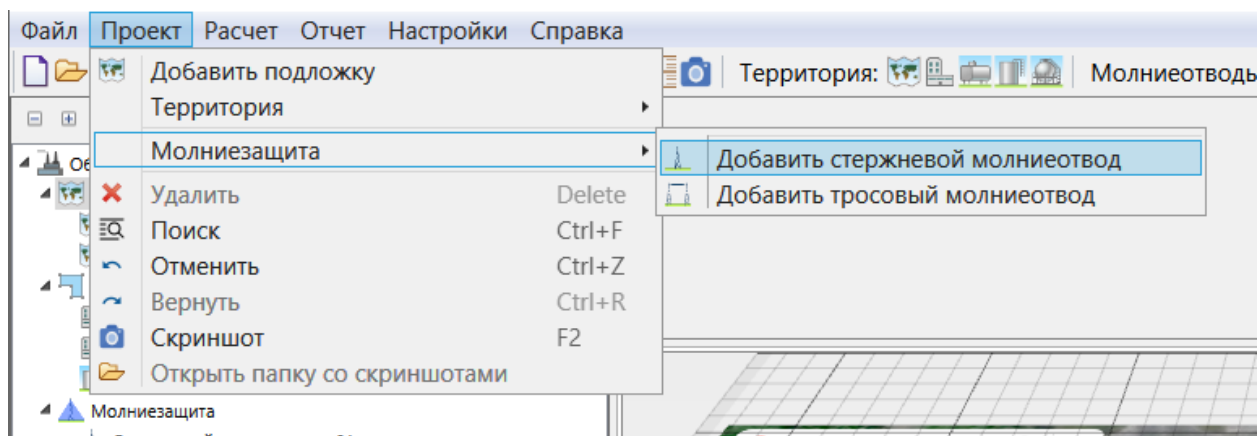 Файл Проект Расчет Отчет Настройки Справка
Добавить подложку
Территория: Молниеотводы
Территория
Молниезащита
Добавить стержневой молниеотвод
Добавить тросовый молниеотвод
Удалить Delete
Поиск Ctrl+F
Отменить Ctrl+Z
Вернуть Ctrl+R
Скриншот F2
Открыть папку со скриншотами
Молниезащита